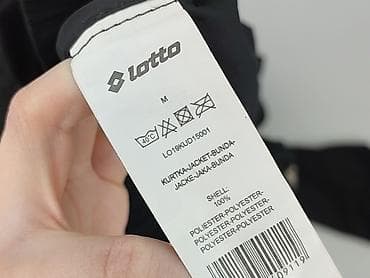 lotto
M
40°C
LO19KUD15001
KURTKA-JACKET-BUNDA-
JACKE-JAKA-BUNDA
SHELL:
100%
POLIESTER-POLYESTER-
POLYESTER-POLYESTER-
POLYESTER-POLYESTER